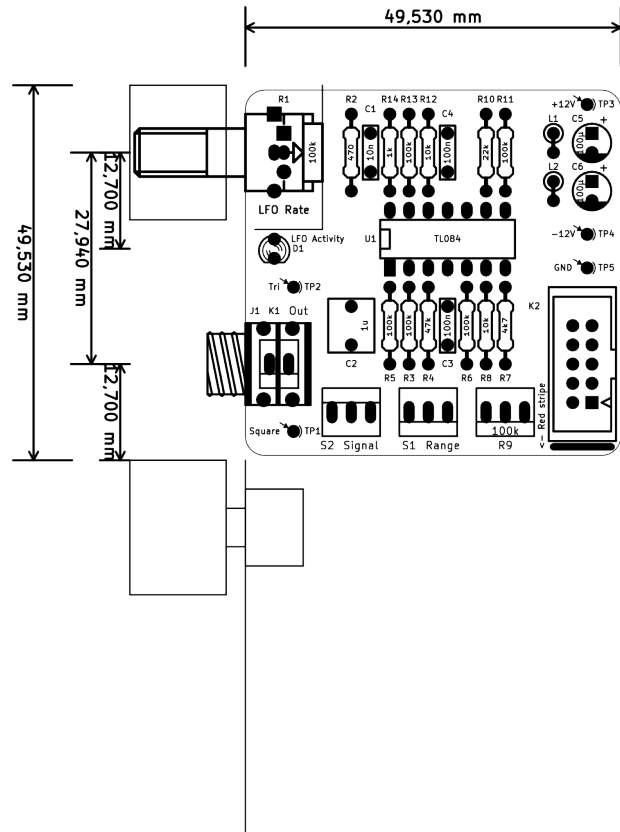 49,530 mm
49,530 mm
27,940 mm
12,700 mm
12,700 mm
R1
100k
LFO Rate
R2
C1
R14
R13
R12
C4
R10
R11
470
10n
1k
100k
10k
100n
22k
100k
+12V
TP3
L1
C5
+
100µ
L2
C6
+
100µ
-12V
TP4
GND
TP5
LFO Activity
D1
U1
TL084
Tri
TP2
J1
K1
Out
1u
C2
100k
100k
47k
100n
100k
10k
4k7
R5
R3
R4
C3
R6
R8
R7
K2
<- Red stripe
Square
TP1
S2 Signal
S1 Range
100k
R9